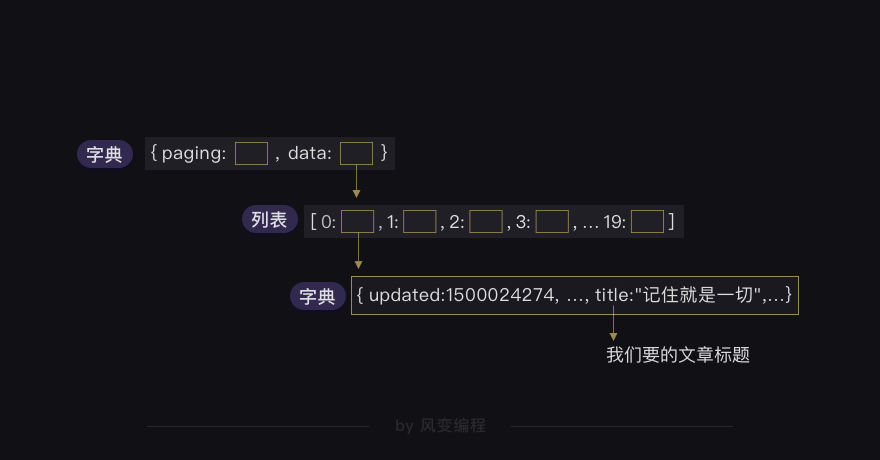 字典 { paging: , data: }
列表 [ 0: , 1: , 2: , 3: , ... 19: ]
字典 { updated:1500024274, ..., title:"记住就是一切",...}
我们要的文章标题
by 风变编程